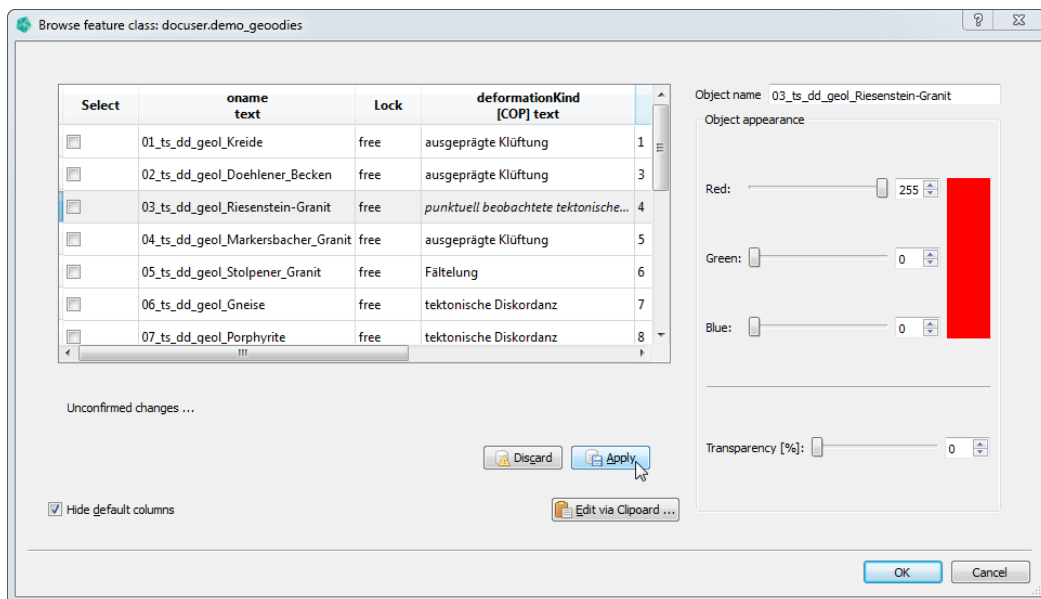 Browse feature class: docuser.demo_geoodies
Select oname text Lock deformationKind [COP] text
01_ts_dd_geol_Kreide free ausgeprägte Klüftung 1
02_ts_dd_geol_Doehlener_Becken free ausgeprägte Klüftung 3
03_ts_dd_geol_Riesenstein-Granit free punktuell beobachtete tektonische... 4
04_ts_dd_geol_Markersbacher_Granit free ausgeprägte Klüftung 5
05_ts_dd_geol_Stolpener_Granit free Fältelung 6
06_ts_dd_geol_Gneise free tektonische Diskordanz 7
07_ts_dd_geol_Porphyrite free tektonische Diskordanz 8
Unconfirmed changes ...
Discard Apply
Hide default columns
Edit via Clipoard ...
Object name 03_ts_dd_geol_Riesenstein-Granit
Object appearance
Red: 255
Green: 0
Blue: 0
Transparency [%]: 0
OK Cancel